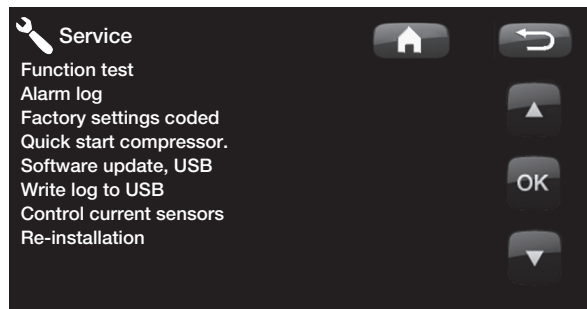 Service
Function test
Alarm log
Factory settings coded
Quick start compressor.
Software update, USB
Write log to USB
Control current sensors
Re-installation
OK